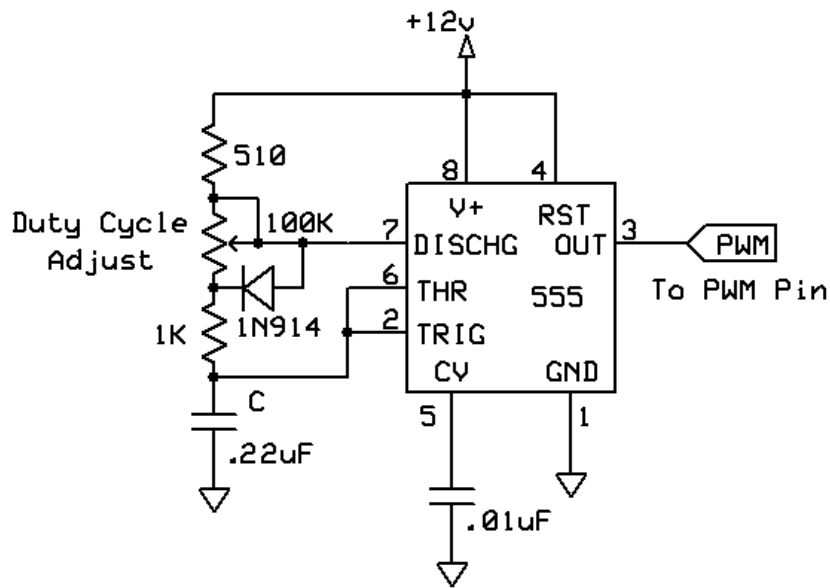 +12v
510
8
4
V+
RST
Duty Cycle
Adjust
100K
7
DISCHG
OUT
3
PWM
To PWM Pin
6
THR
555
1N914
2
TRIG
1K
CV
GND
C
5
1
.22uF
.01uF